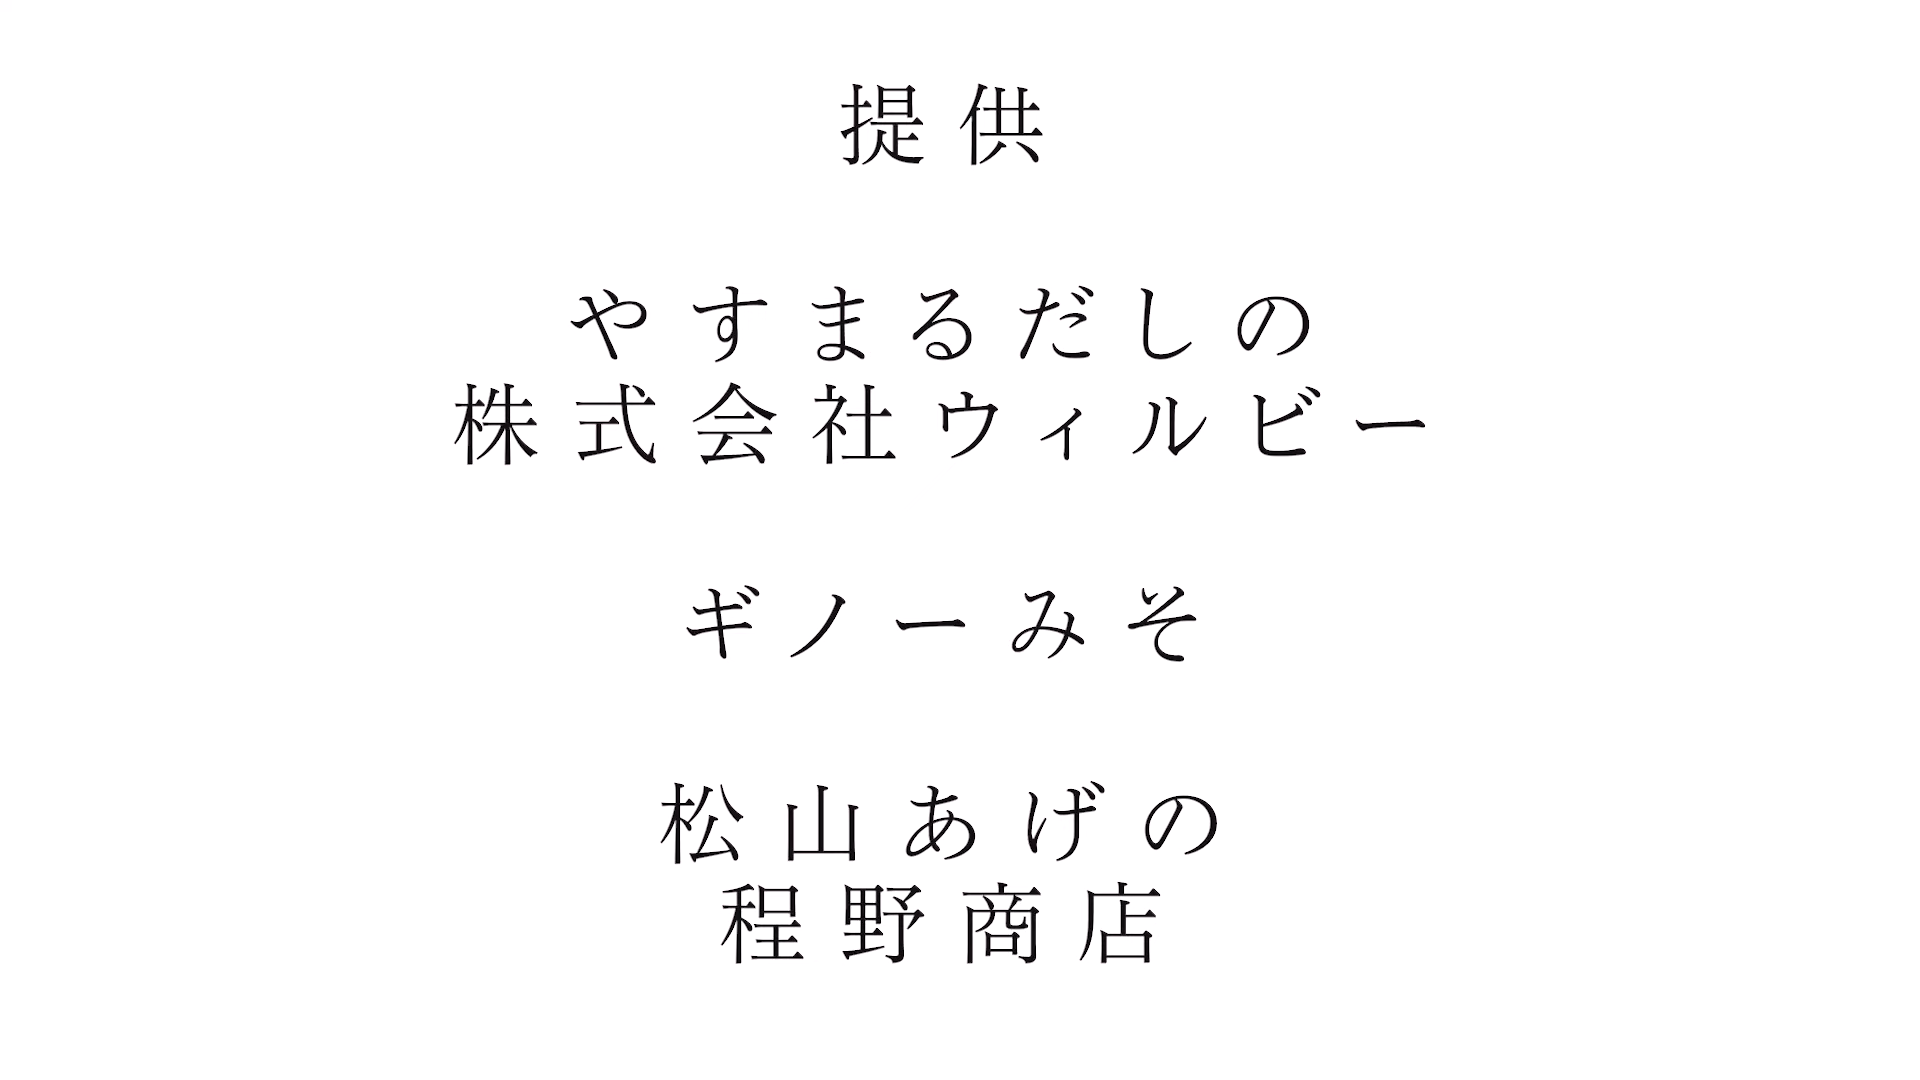 提供
やすまるだしの
株式会社ウィルビー
ギノーみそ
松山あげの
程野商店